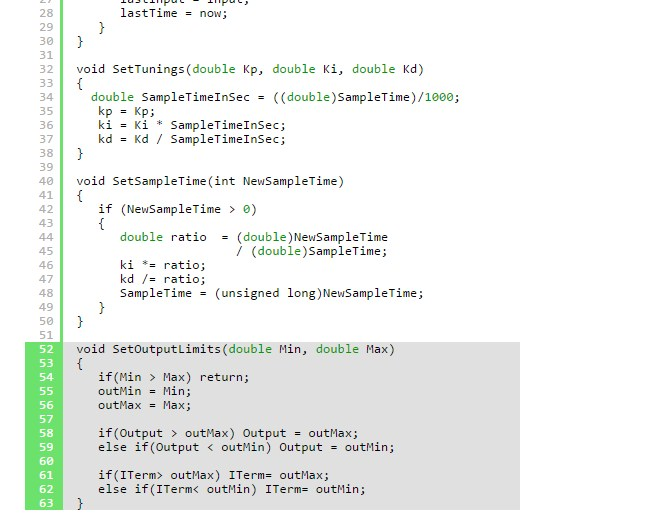 27 lastInput = Input;
28 lastTime = now;
29 }
30 }
31
32 void SetTunings(double Kp, double Ki, double Kd)
33 {
34 double SampleTimeInSec = ((double)SampleTime)/1000;
35 kp = Kp;
36 ki = Ki * SampleTimeInSec;
37 kd = Kd / SampleTimeInSec;
38 }
39
40 void SetSampleTime(int NewSampleTime)
41 {
42 if (NewSampleTime > 0)
43 {
44 double ratio = (double)NewSampleTime
45 / (double)SampleTime;
46 ki *= ratio;
47 kd /= ratio;
48 SampleTime = (unsigned long)NewSampleTime;
49 }
50 }
51
52 void SetOutputLimits(double Min, double Max)
53 {
54 if(Min > Max) return;
55 outMin = Min;
56 outMax = Max;
57
58 if(Output > outMax) Output = outMax;
59 else if(Output < outMin) Output = outMin;
60
61 if(ITerm> outMax) ITerm= outMax;
62 else if(ITerm< outMin) ITerm= outMin;
63 }